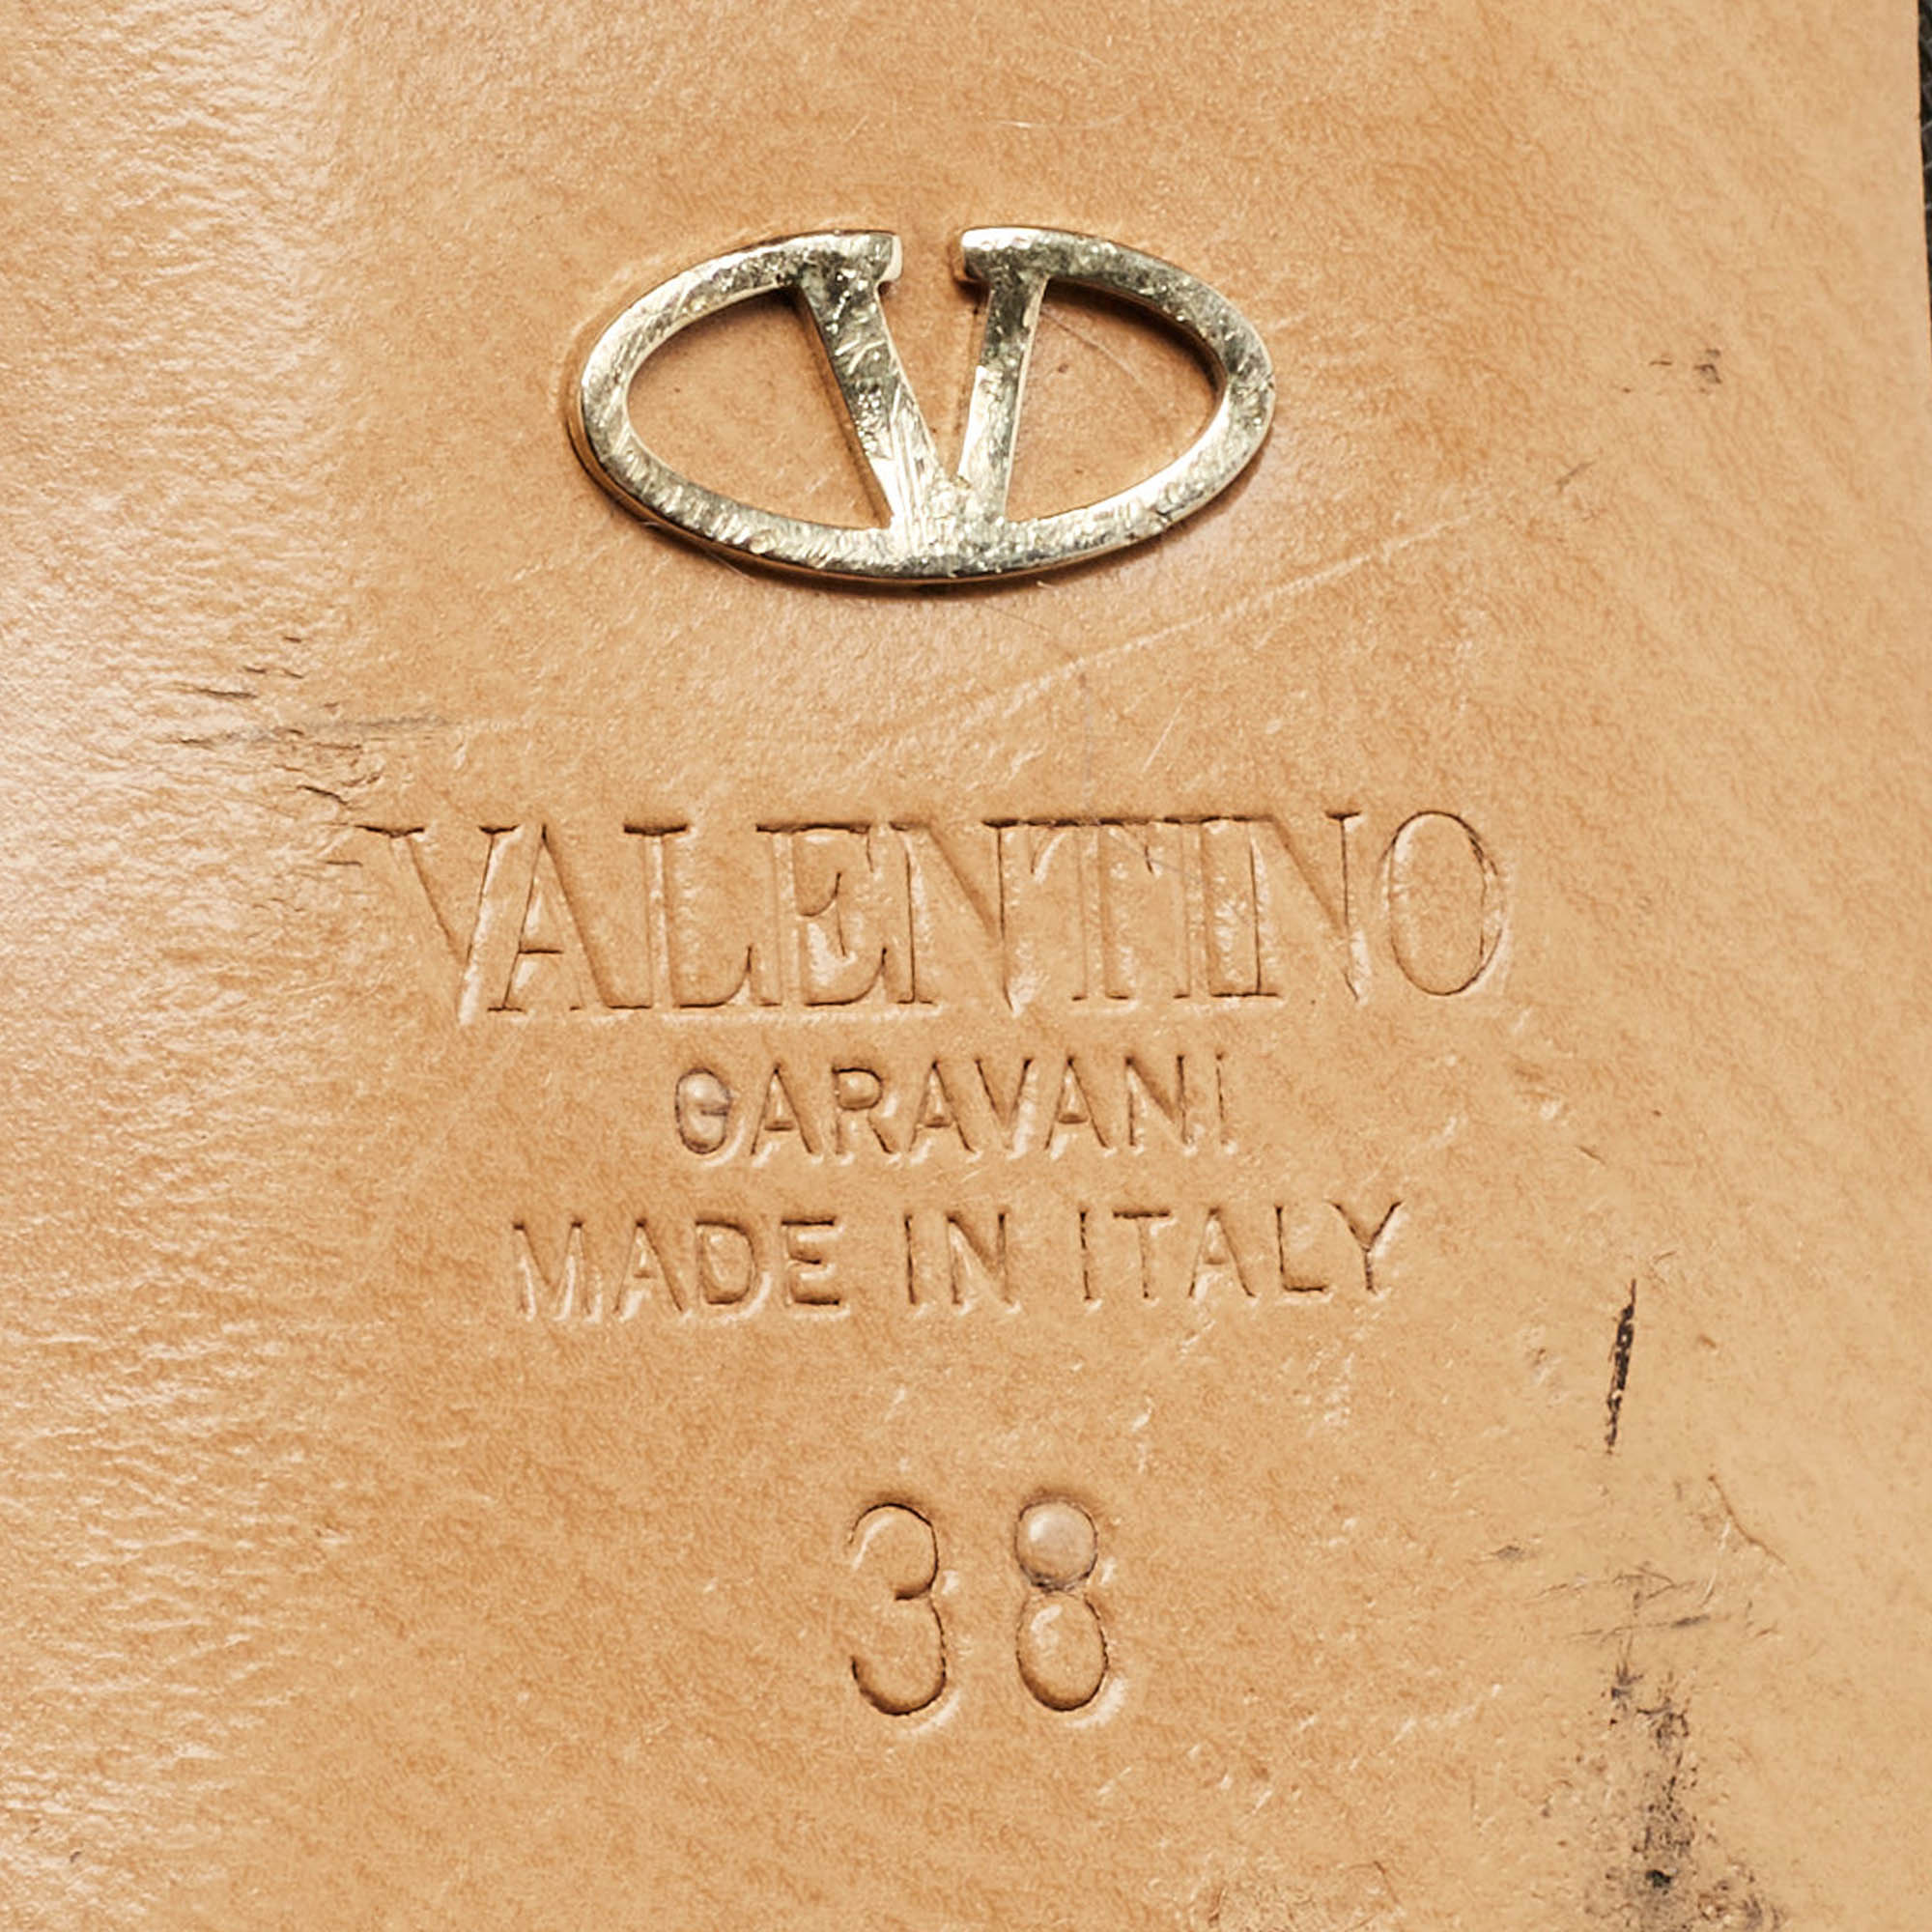 V
VALENTINO
GARAVANI
MADE IN ITALY
38